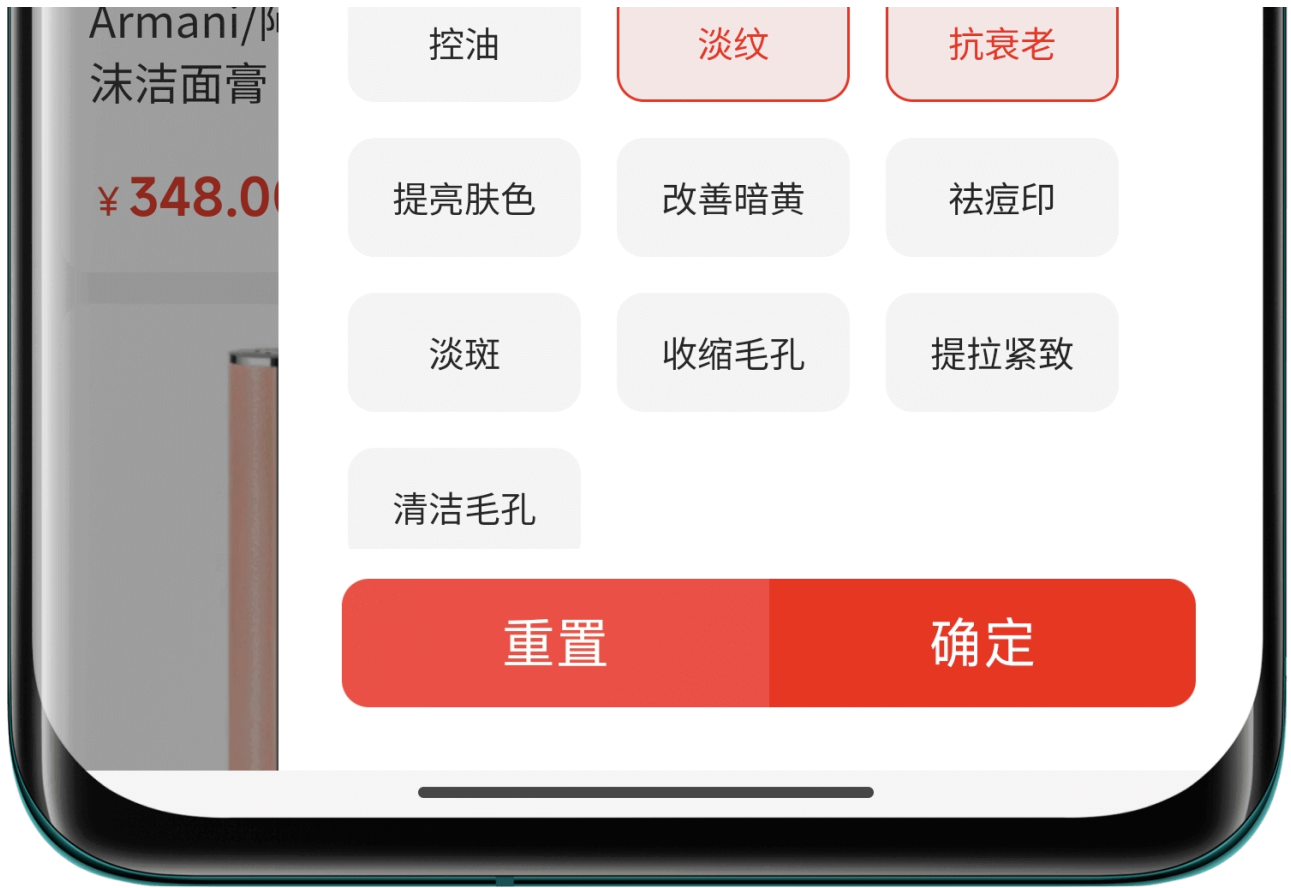 Armani/
沫洁面膏
¥348.00
控油
淡纹
抗衰老
提亮肤色
改善暗黄
祛痘印
淡斑
收缩毛孔
提拉紧致
清洁毛孔
重置
确定